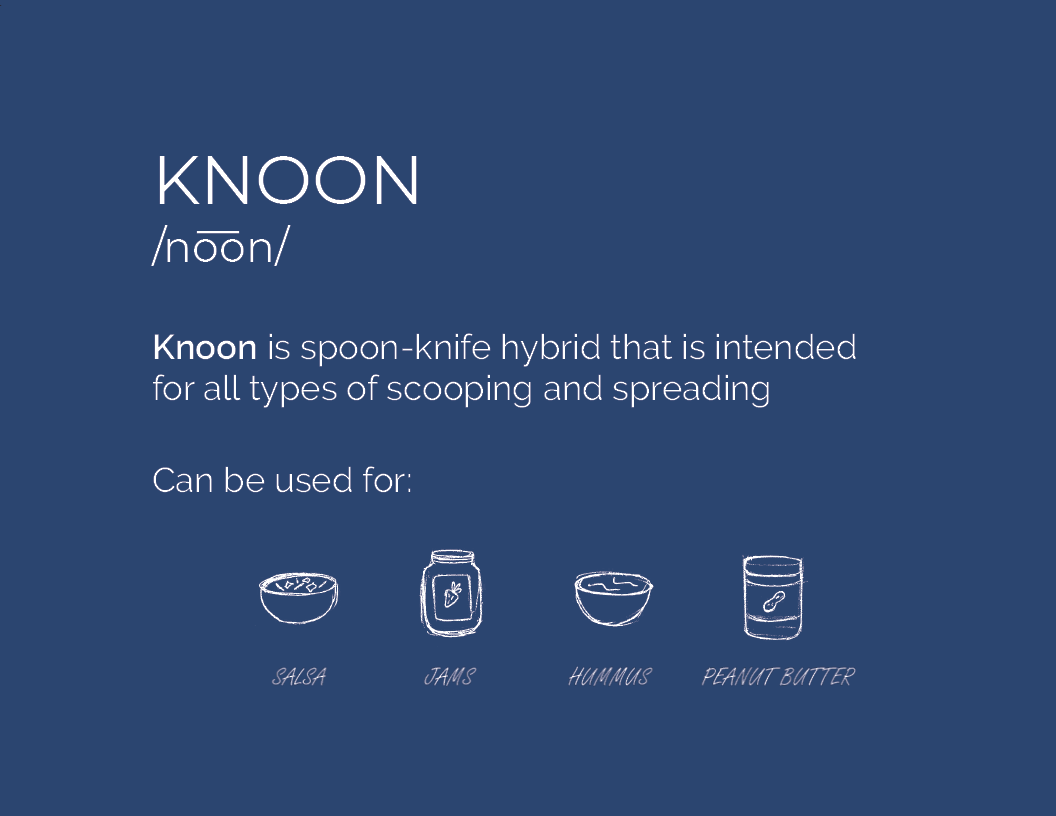 KNOON
/no͞on/
Knoon is spoon-knife hybrid that is intended
for all types of scooping and spreading
Can be used for:
SALSA JAMS HUMMUS PEANUT BUTTER